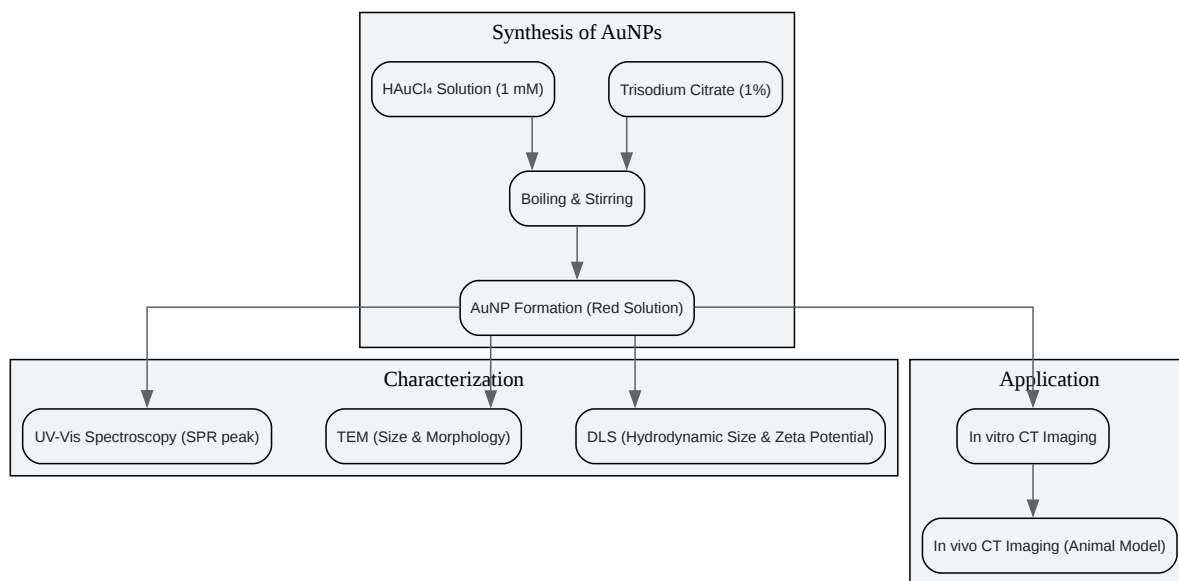 Synthesis of AuNPs
HAuCl₄ Solution (1 mM)
Trisodium Citrate (1%)
Boiling & Stirring
AuNP Formation (Red Solution)
Characterization
UV-Vis Spectroscopy (SPR peak)
TEM (Size & Morphology)
DLS (Hydrodynamic Size & Zeta Potential)
Application
In vitro CT Imaging
In vivo CT Imaging (Animal Model)